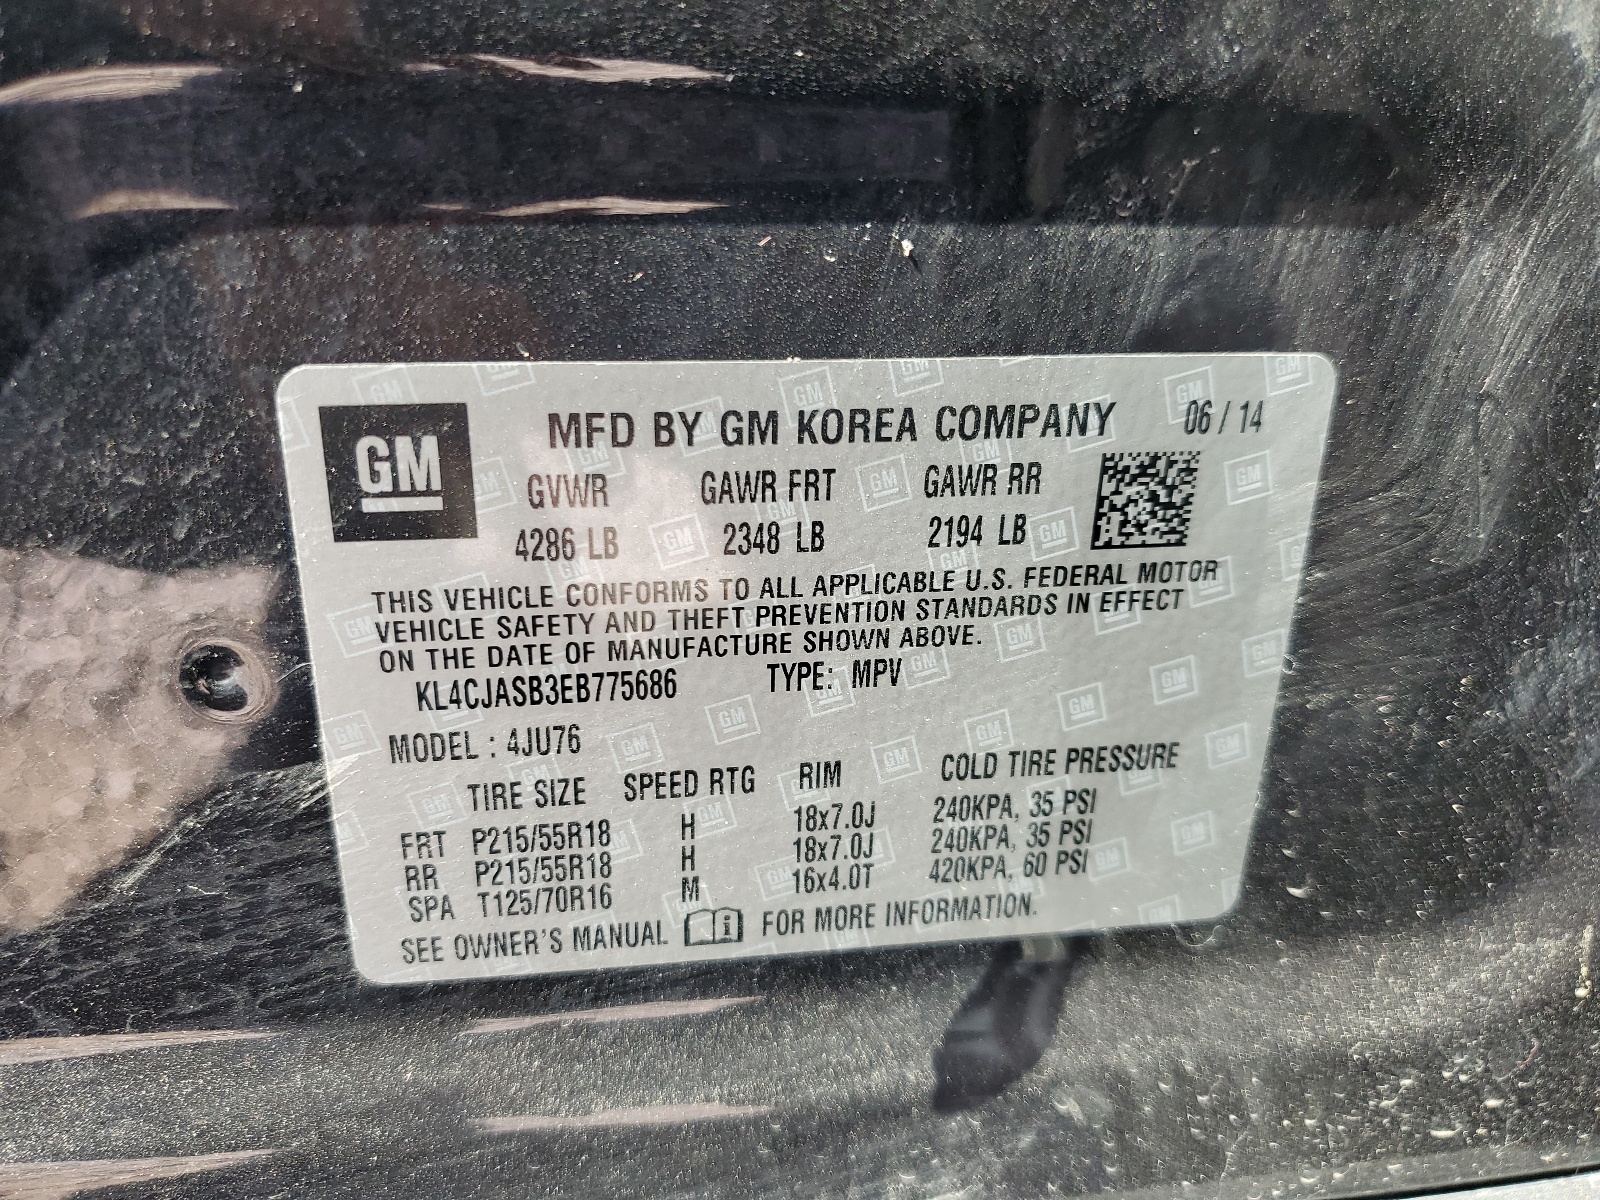 GM
MFD BY GM KOREA COMPANY 06 / 14
GVWR GAWR FRT GAWR RR
4286 LB 2348 LB 2194 LB
THIS VEHICLE CONFORMS TO ALL APPLICABLE U.S. FEDERAL MOTOR
VEHICLE SAFETY AND THEFT PREVENTION STANDARDS IN EFFECT
ON THE DATE OF MANUFACTURE SHOWN ABOVE.
KL4CJASB3EB775686 TYPE: MPV
MODEL : 4JU76
TIRE SIZE SPEED RTG RIM COLD TIRE PRESSURE
FRT P215/55R18 H 18x7.0J 240KPA, 35 PSI
RR P215/55R18 H 18x7.0J 240KPA, 35 PSI
SPA T125/70R16 M 16x4.0T 420KPA, 60 PSI
SEE OWNER'S MANUAL i FOR MORE INFORMATION.